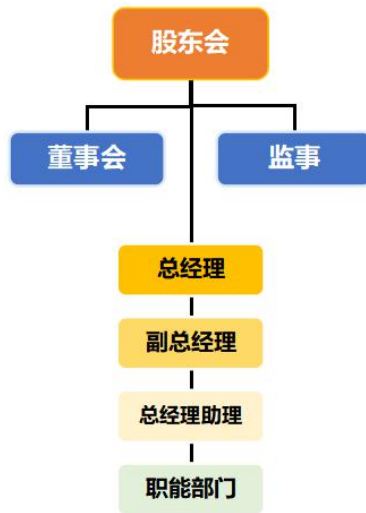 股东会
董事会
监事
总经理
副总经理
总经理助理
职能部门